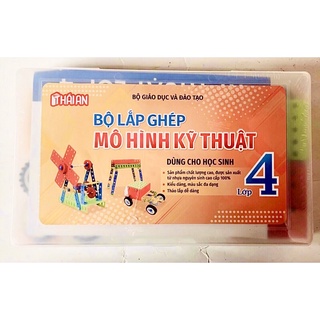 THAI AN
BỘ GIÁO DỤC VÀ ĐÀO TẠO
BỘ LẮP GHÉP
MÔ HÌNH KỸ THUẬT
DÙNG CHO HỌC SINH
• Sản phẩm chất lượng cao, được sản xuất
từ nhựa nguyên sinh cao cấp 100%
• Kiểu dáng, màu sắc đa dạng
• Tháo lắp dễ dàng
Lớp 4